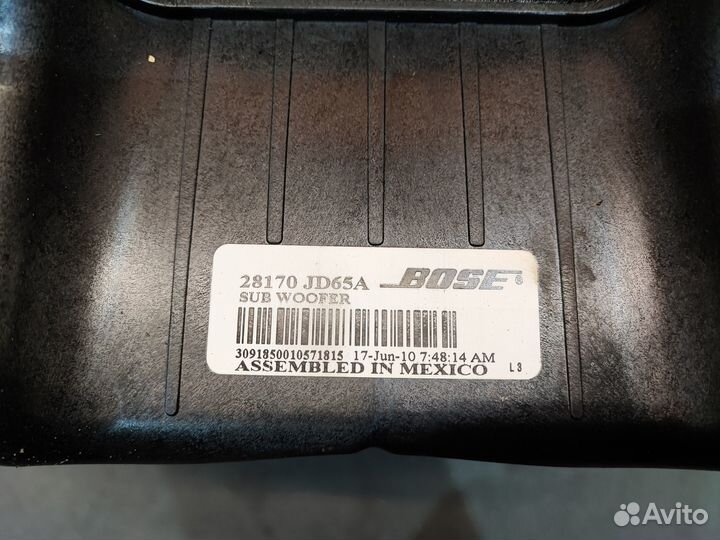 28170 JD65A BOSE®
SUB WOOFER
3091850010571815 17-Jun-10 7:48:14 AM
ASSEMBLED IN MEXICO L3
Avito